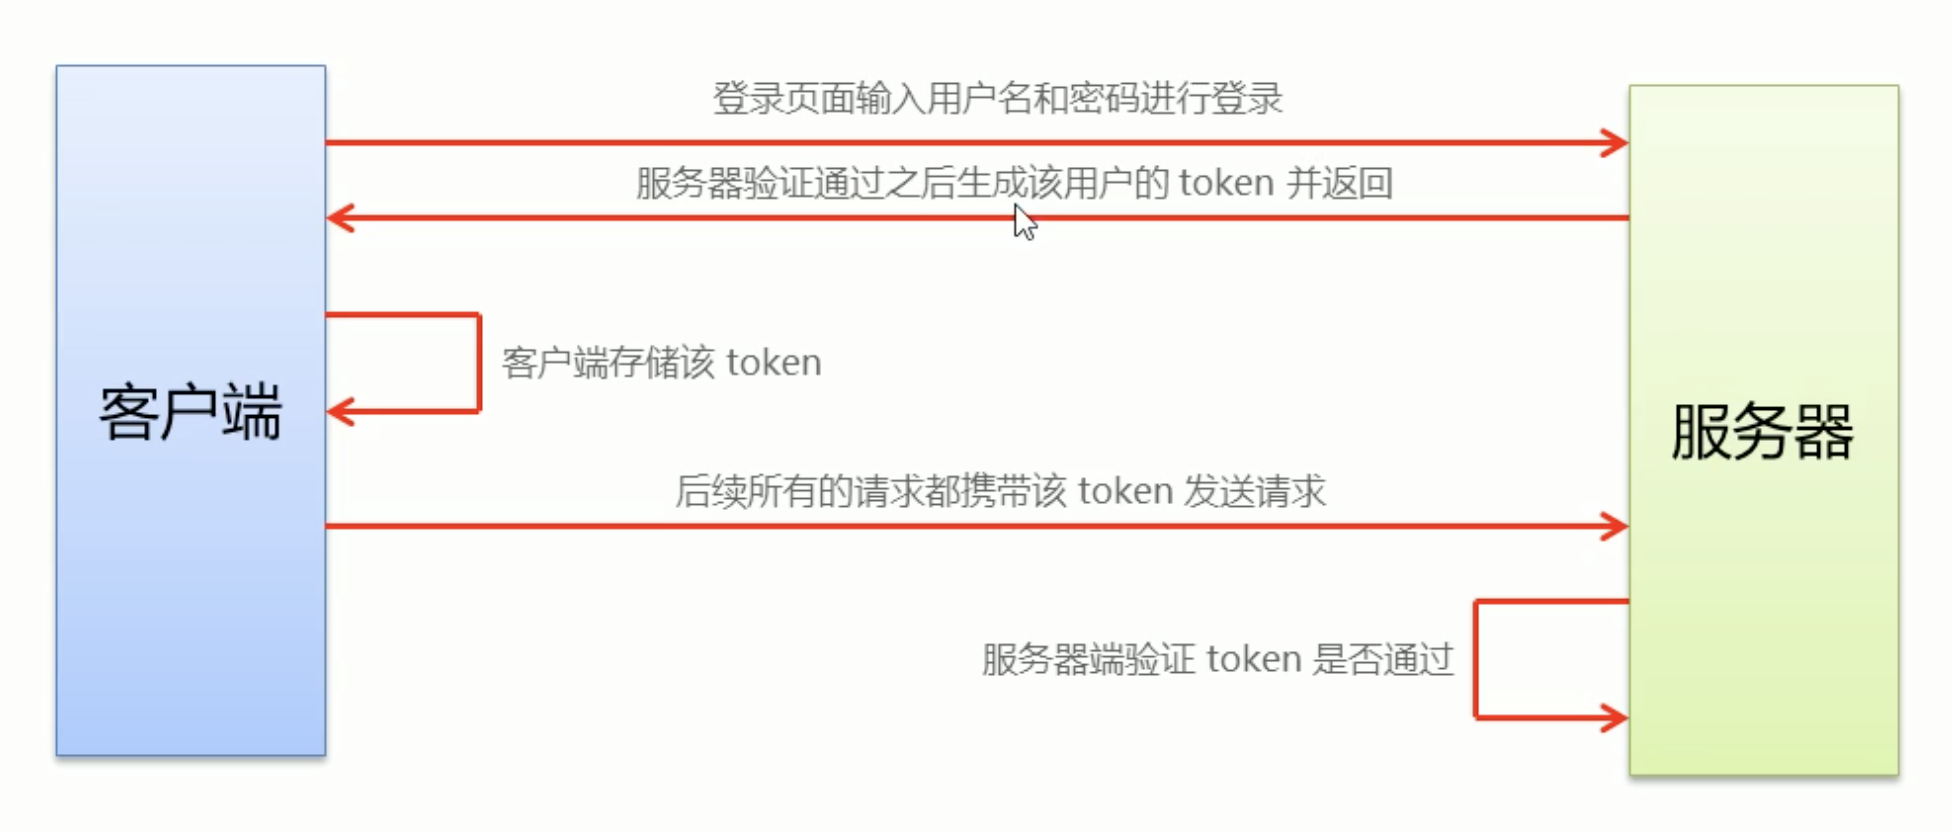 登录页面输入用户名和密码进行登录
服务器验证通过之后生成该用户的 token 并返回
客户端存储该 token
客户端
服务器
后续所有的请求都携带该 token 发送请求
服务器端验证 token 是否通过